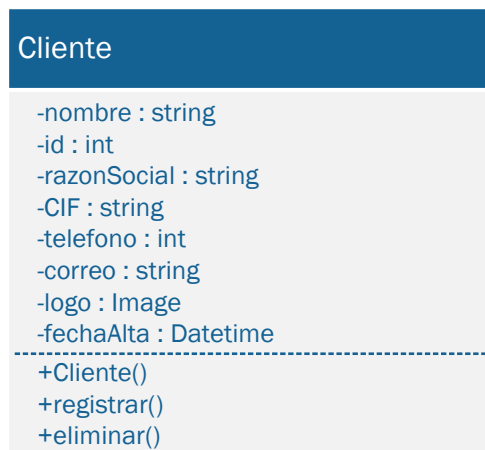 Cliente
-nombre : string
-id : int
-razonSocial : string
-CIF : string
-telefono : int
-correo : string
-logo : Image
-fechaAlta : Datetime
+Cliente()
+registrar()
+eliminar()